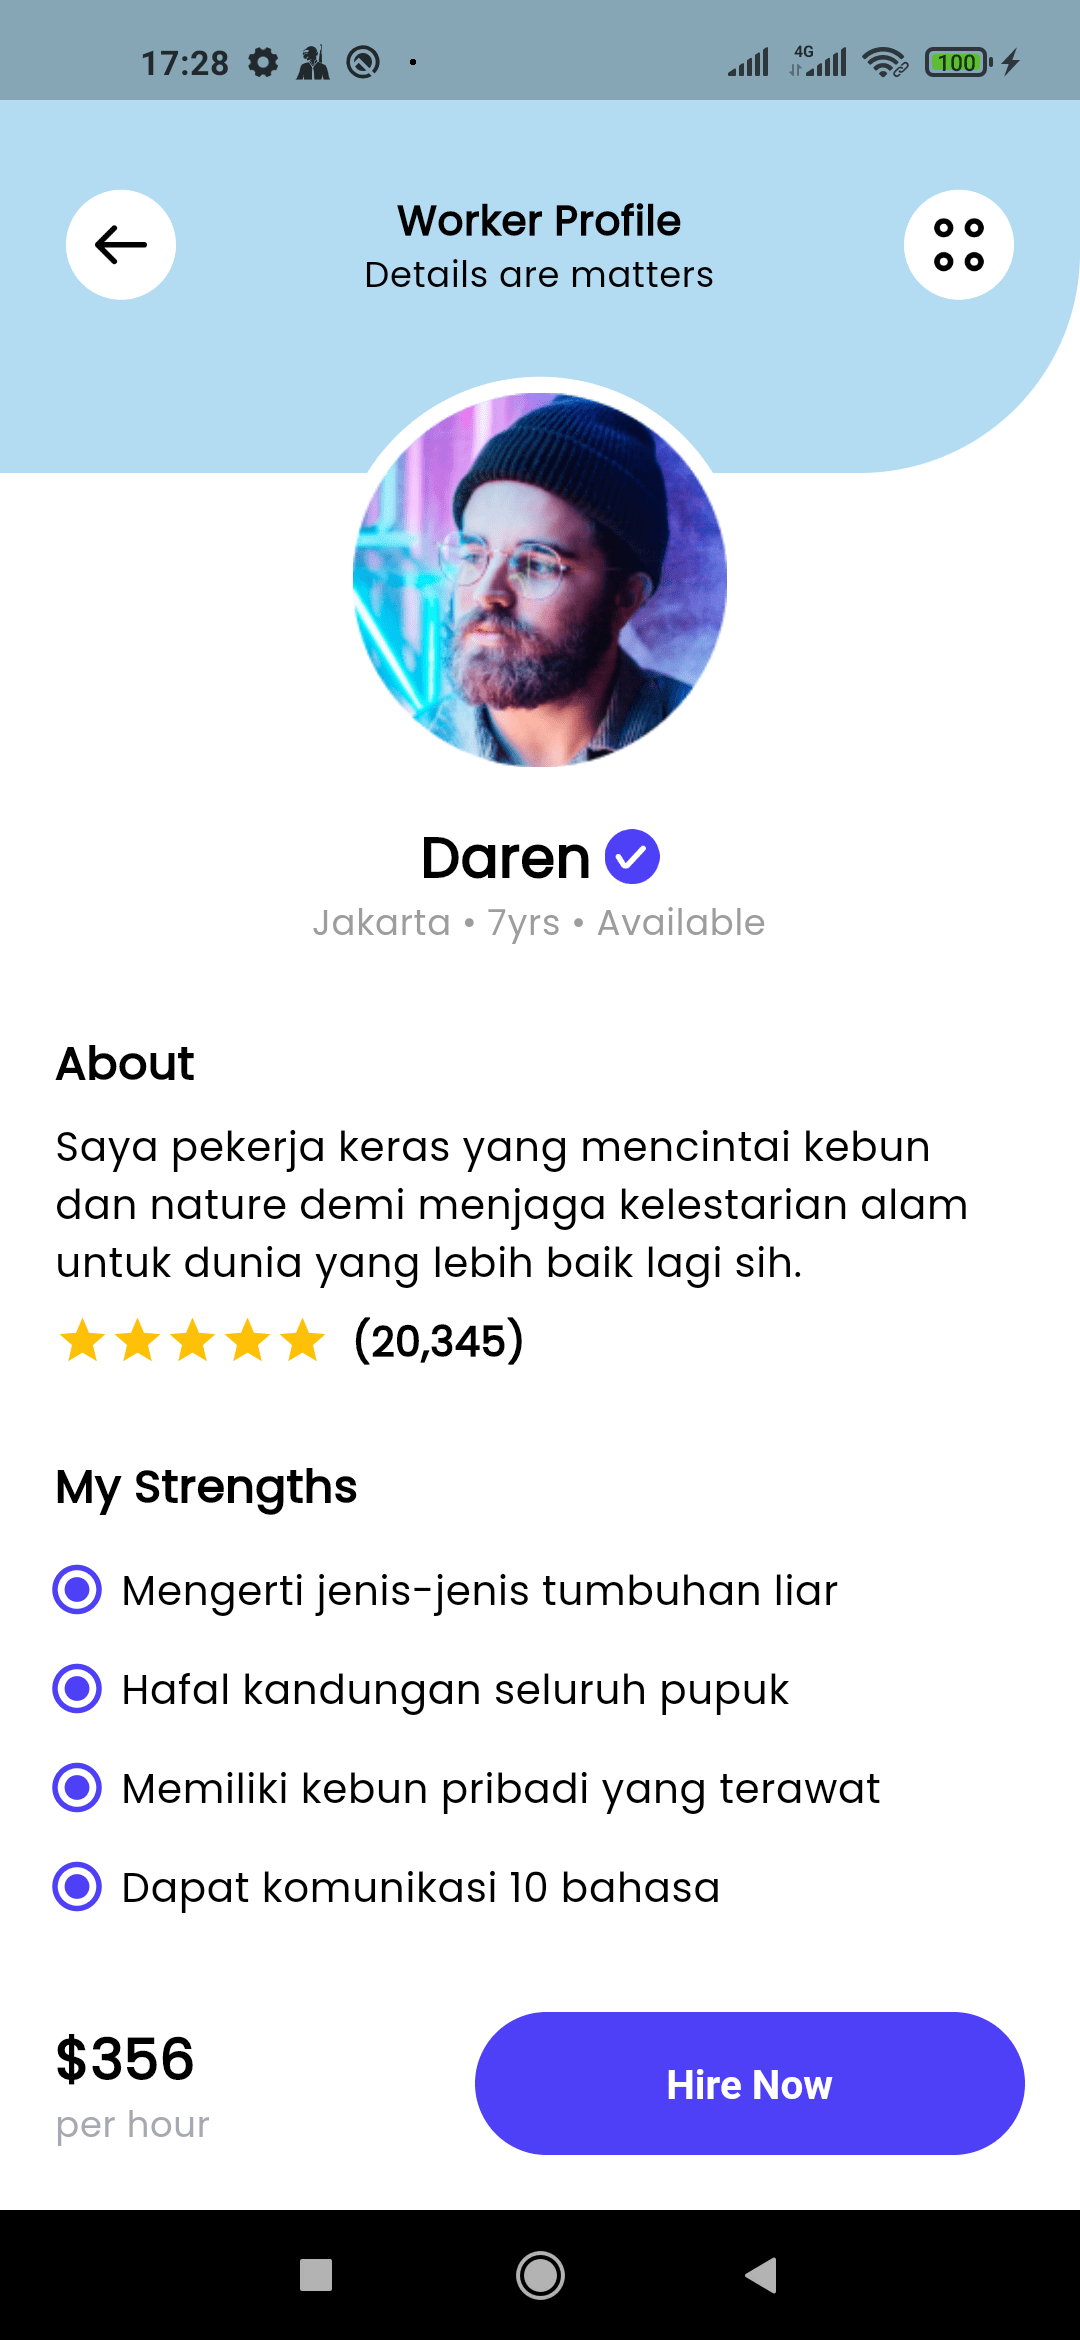 17:28
4G
100
Worker Profile
Details are matters
Daren
Jakarta • 7yrs • Available
About
Saya pekerja keras yang mencintai kebun
dan nature demi menjaga kelestarian alam
untuk dunia yang lebih baik lagi sih.
(20,345)
My Strengths
Mengerti jenis-jenis tumbuhan liar
Hafal kandungan seluruh pupuk
Memiliki kebun pribadi yang terawat
Dapat komunikasi 10 bahasa
$356
per hour
Hire Now